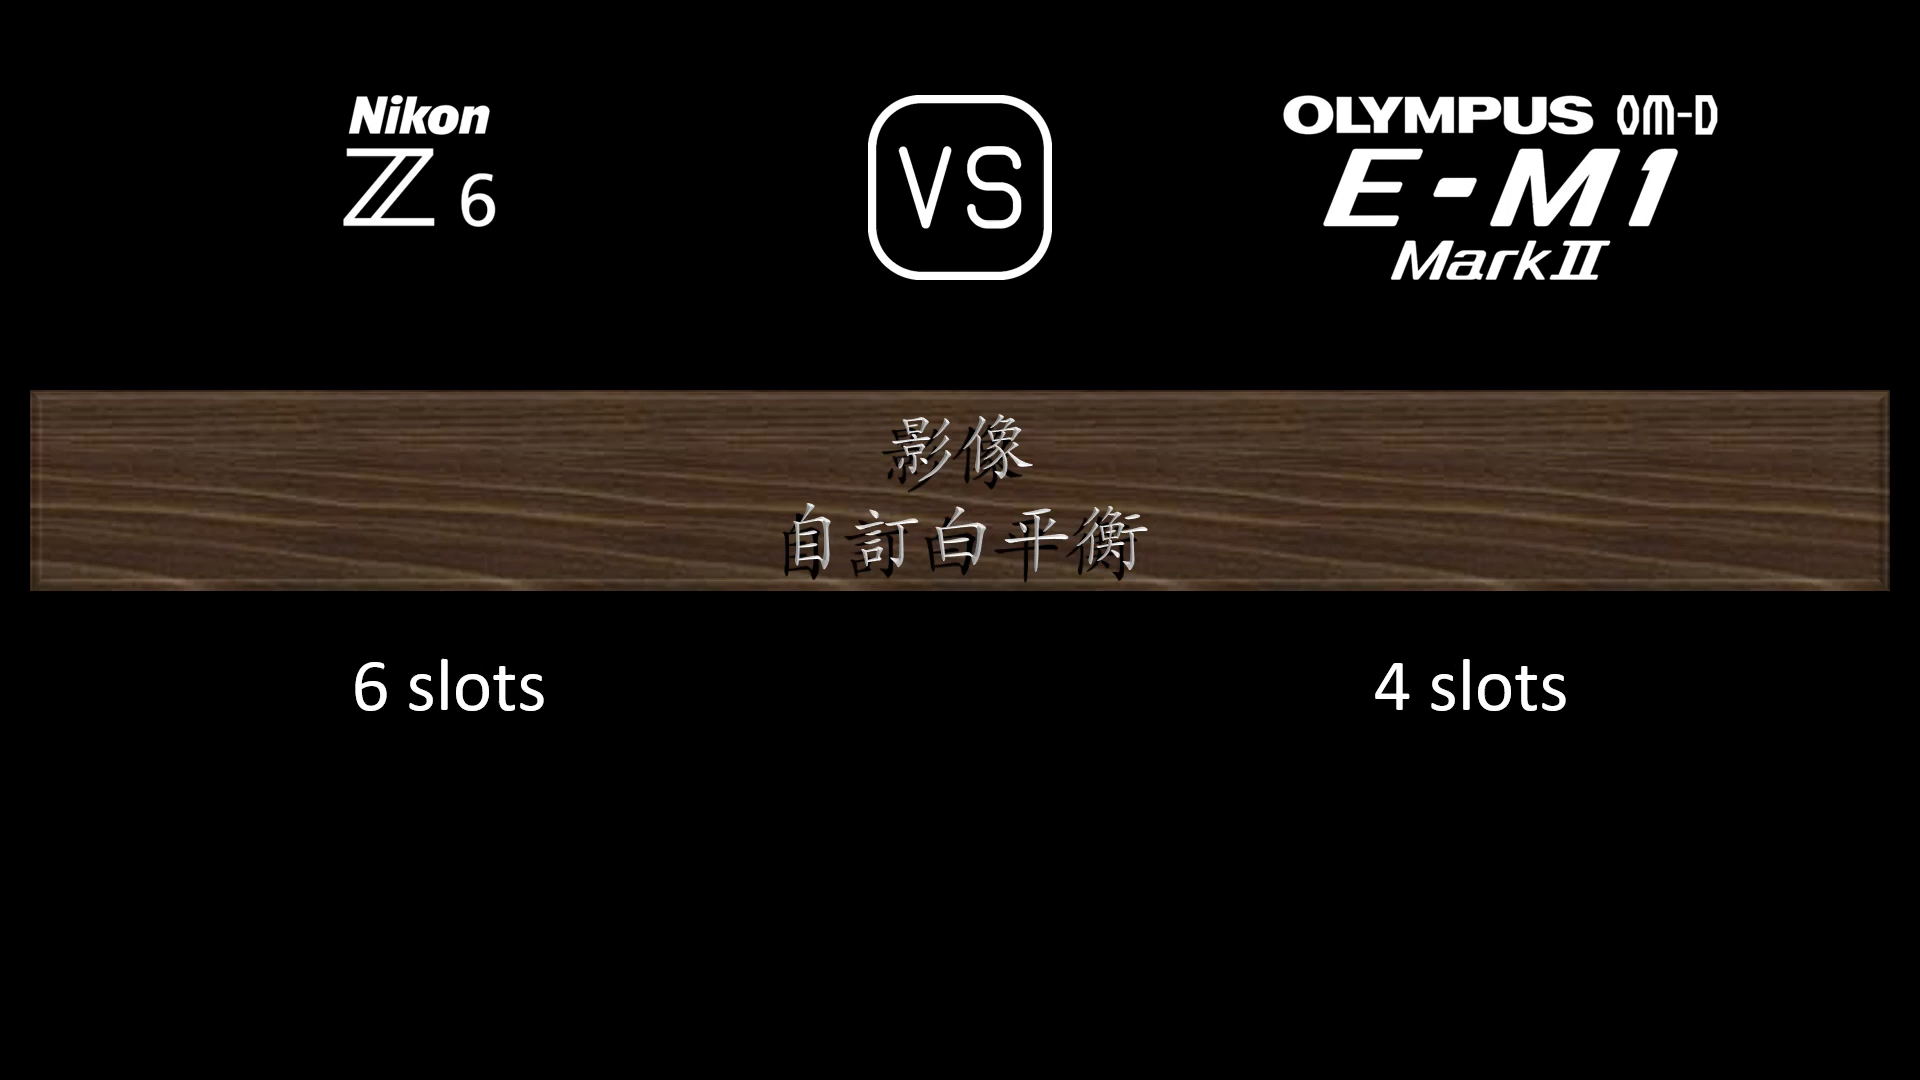 Nikon
Z 6
VS
OLYMPUS OM-D
E-M1
Mark II
影像
自訂白平衡
6 slots
4 slots